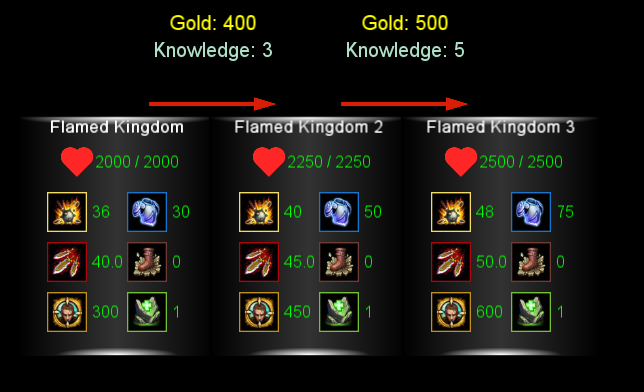 Gold: 400
Gold: 500
Knowledge: 3
Knowledge: 5
Flamed Kingdom
Flamed Kingdom 2
Flamed Kingdom 3
2000 / 2000
2250 / 2250
2500 / 2500
36
30
40
50
48
75
40.0
0
45.0
0
50.0
0
300
1
450
1
600
1